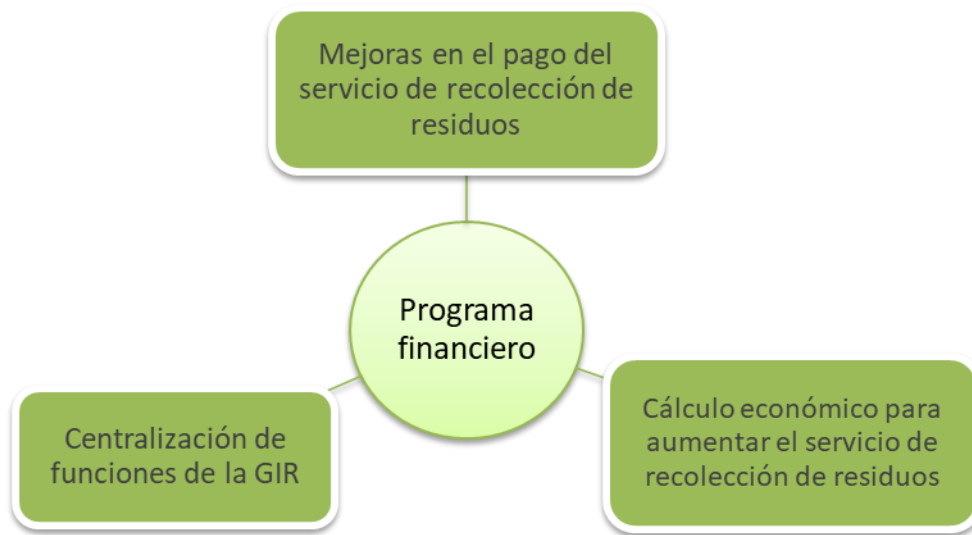 Mejoras en el pago del
servicio de recolección de
residuos
Programa
financiero
Centralización de
funciones de la GIR
Cálculo económico para
aumentar el servicio de
recolección de residuos